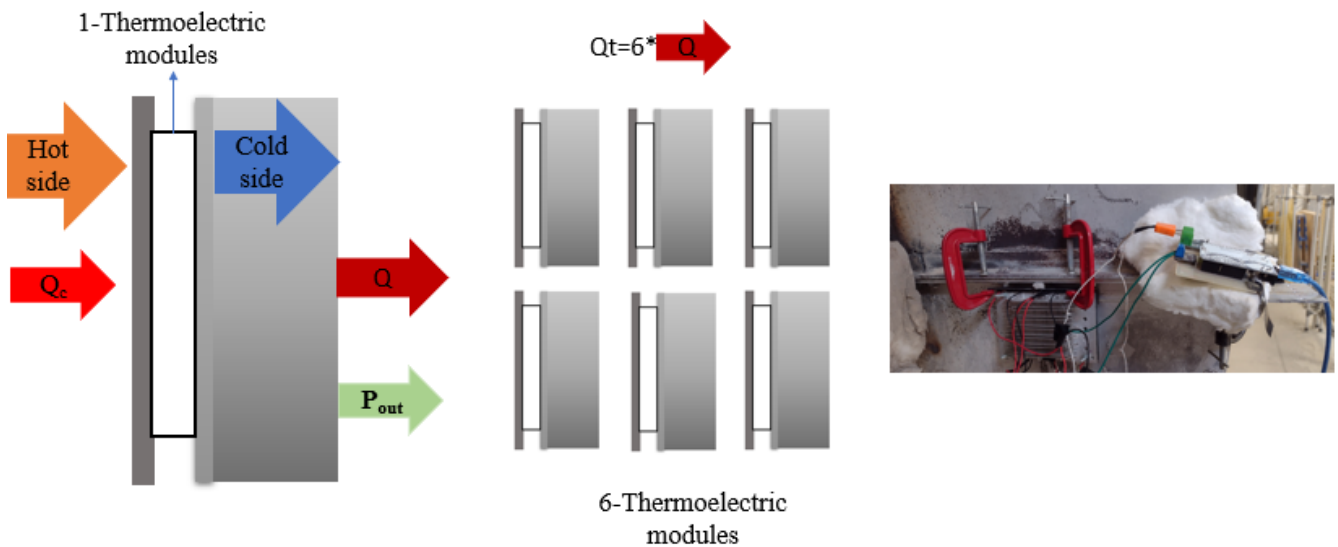 1-Thermoelectric
modules
Hot
side
Cold
side
Qc
Q
Pout
Qt=6*
Q
6-Thermoelectric
modules